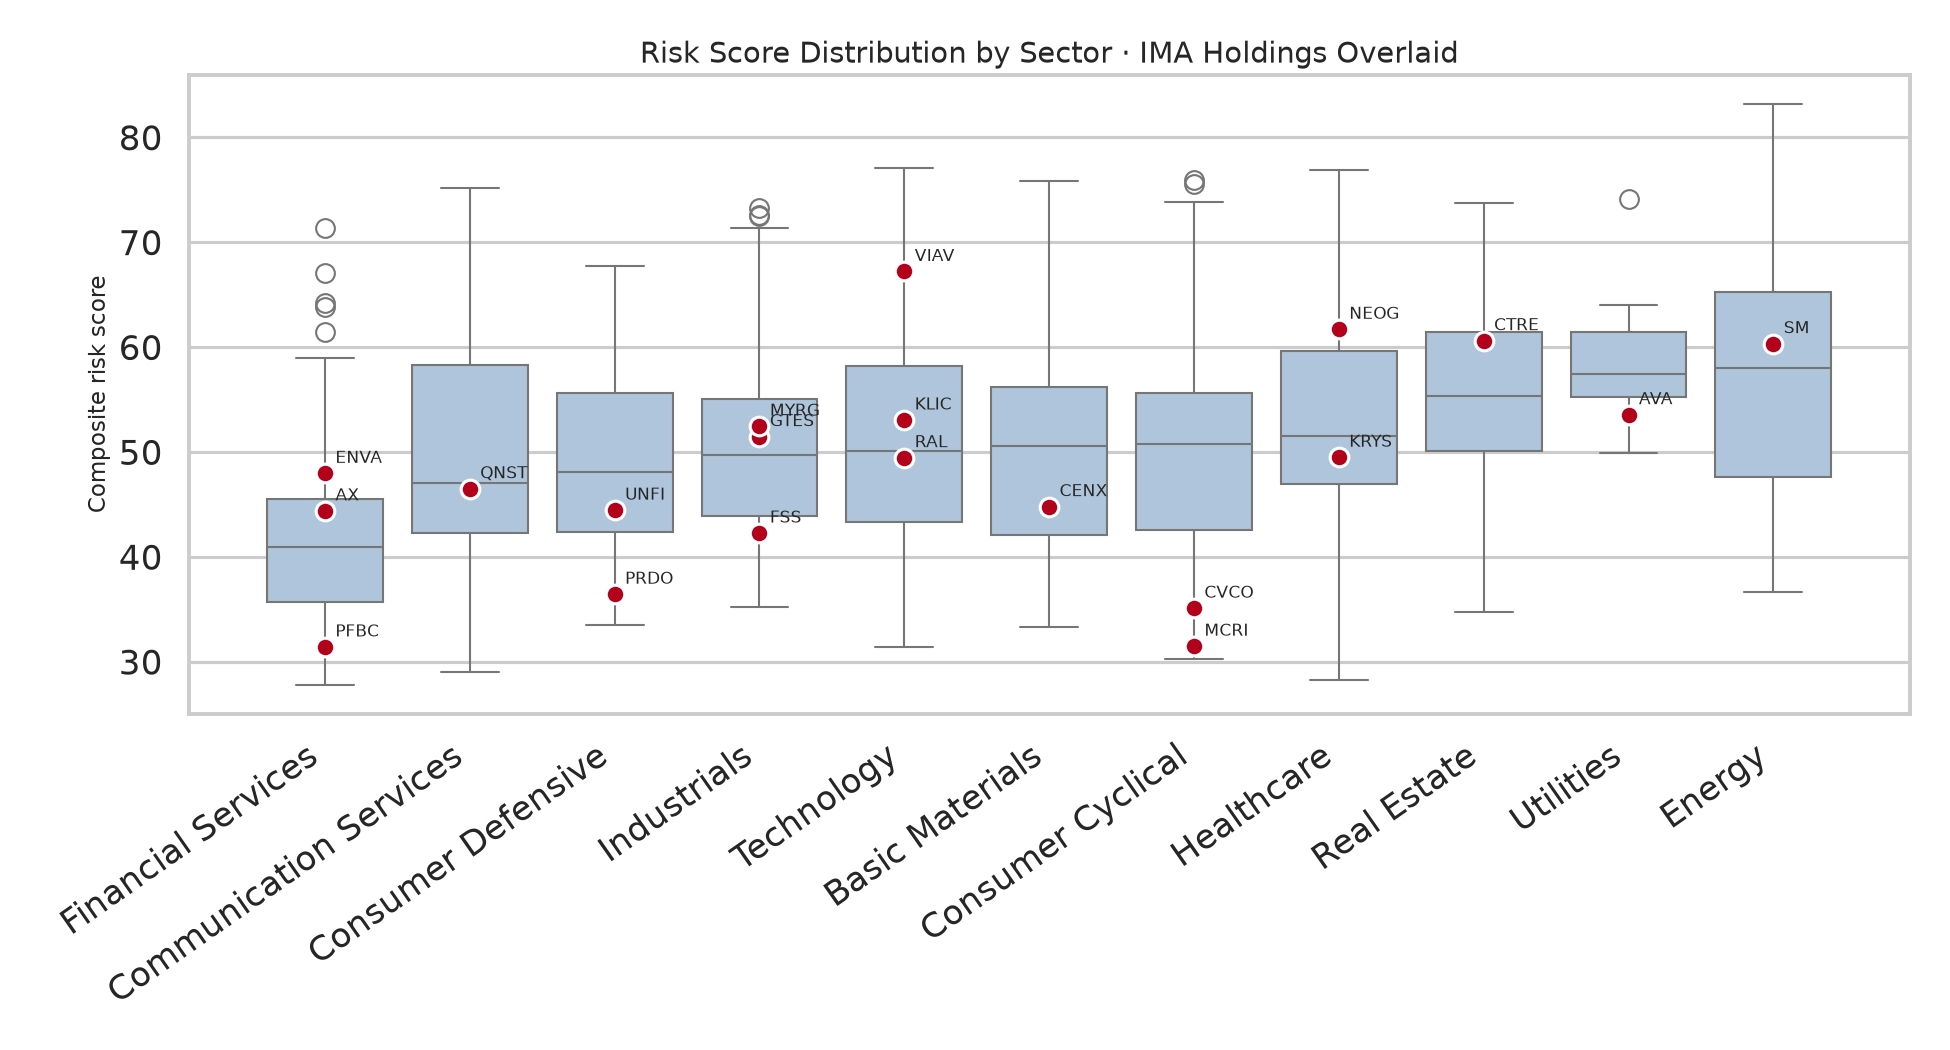 Risk Score Distribution by Sector · IMA Holdings Overlaid
Composite risk score
80
70
60
50
40
30
ENVA
AX
PFBC
QNST
UNFI
PRDO
MYRG
GTES
FSS
VIAV
KLIC
RAL
CENX
CVCO
MCRI
NEOG
KRYS
CTRE
AVA
SM
Financial Services
Communication Services
Consumer Defensive
Industrials
Technology
Basic Materials
Consumer Cyclical
Healthcare
Real Estate
Utilities
Energy